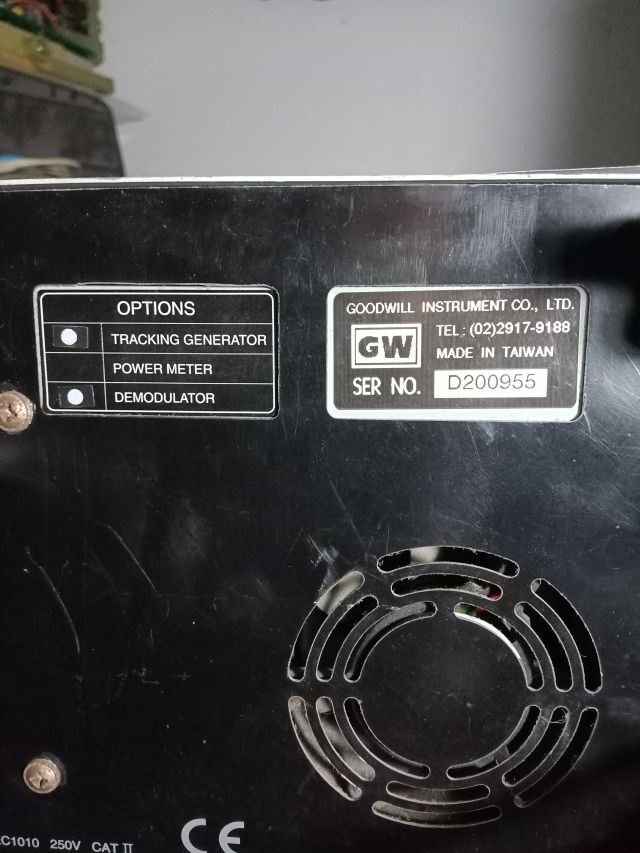 OPTIONS
TRACKING GENERATOR
POWER METER
DEMODULATOR
GOODWILL INSTRUMENT CO., LTD.
GW
TEL: (02)2917-9188
MADE IN TAIWAN
SER NO. D200955
250V CAT II
CE